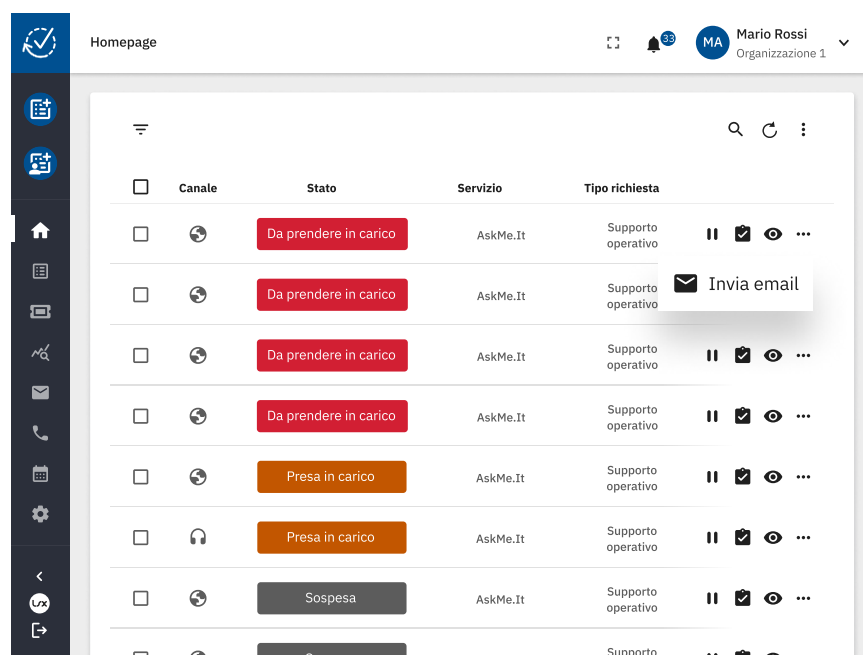 Homepage
33
MA
Mario Rossi
Organizzazione 1
Canale Stato Servizio Tipo richiesta
Da prendere in carico AskMe.It Supporto operativo
Invia email
Da prendere in carico AskMe.It Supporto operativo
Da prendere in carico AskMe.It Supporto operativo
Da prendere in carico AskMe.It Supporto operativo
Presa in carico AskMe.It Supporto operativo
Presa in carico AskMe.It Supporto operativo
Sospesa AskMe.It Supporto operativo
Supporto